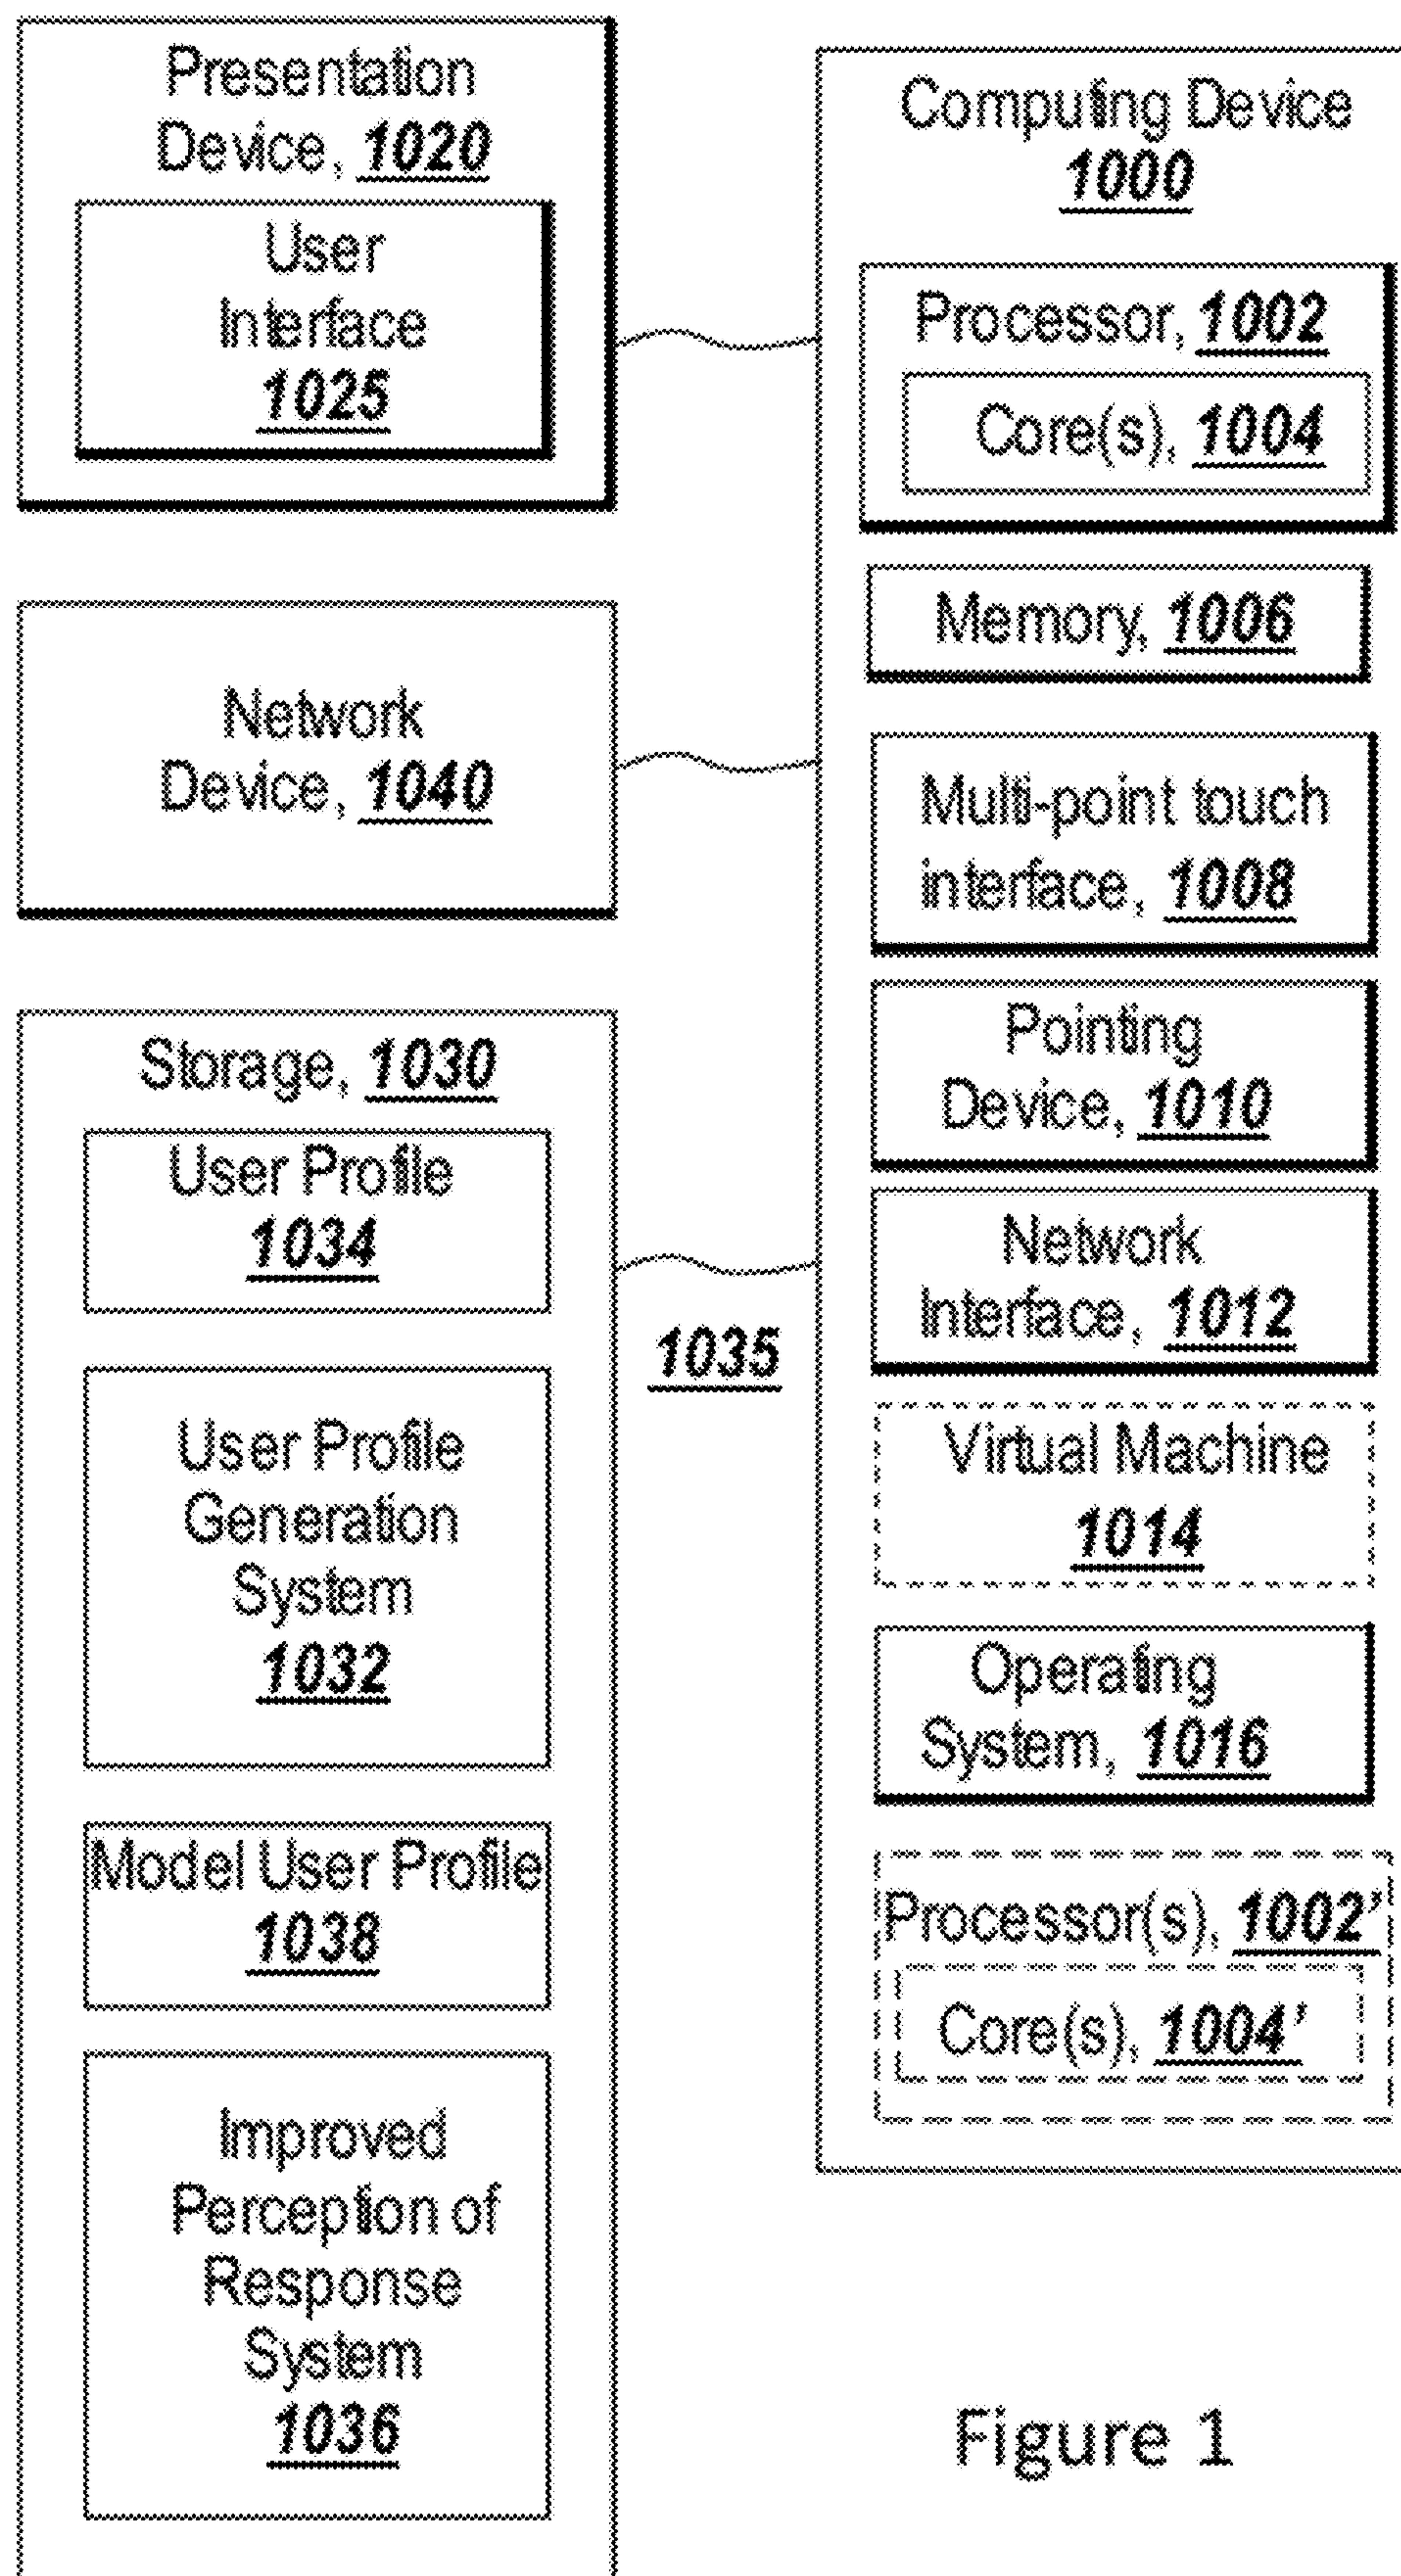 Presentation
Device, 1020
User
Interface
1025
Network
Device, 1040
Storage, 1030
User Profile
1034
User Profile
Generation
System
1032
Model User Profile
1038
Improved
Perception of
Response
System
1036
1035
Computing Device
1000
Processor, 1002
Core(s), 1004
Memory, 1006
Multi-point touch
interface, 1008
Pointing
Device, 1010
Network
Interface, 1012
Virtual Machine
1014
Operating
System, 1016
Processor(s), 1002'
Core(s), 1004'
Figure 1